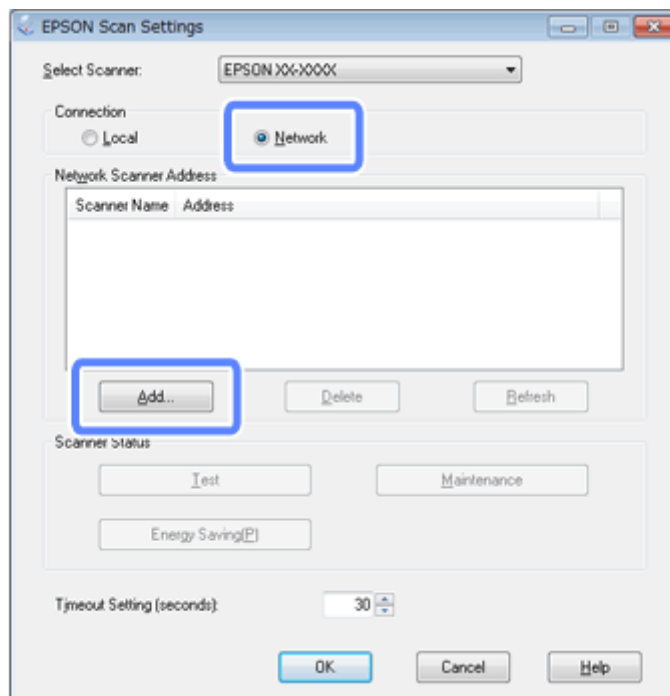 EPSON Scan Settings
Select Scanner: EPSON XX-XXXX
Connection
Local Network
Network Scanner Address
Scanner Name Address
Add... Delete Refresh
Scanner Status
Test Maintenance
Energy Saving(P)
Timeout Setting (seconds): 30
OK Cancel Help